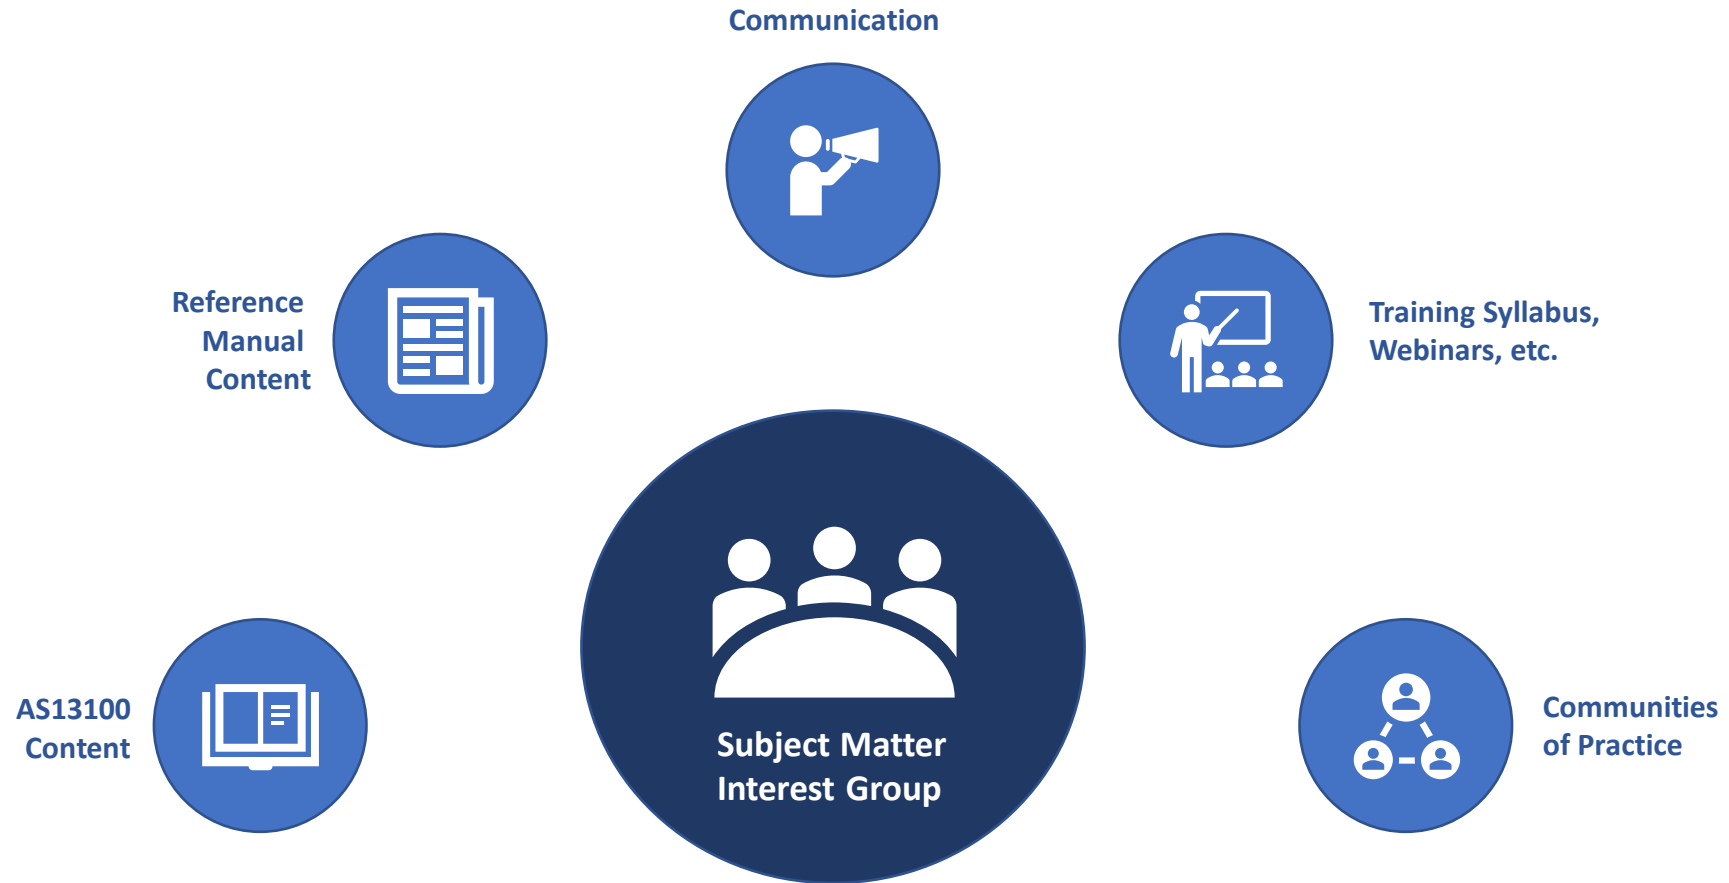 Communication
Reference
Manual
Content
Training Syllabus,
Webinars, etc.
AS13100
Content
Subject Matter
Interest Group
Communities
of Practice